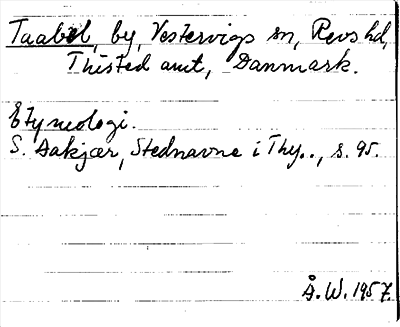 Taabel, by, Vestervigs sn, Revs hd,
Thisted amt, Danmark.
Etymologi.
S. Aakjær, Stednavne i Thy.., s. 95.
Å.W. 1957.